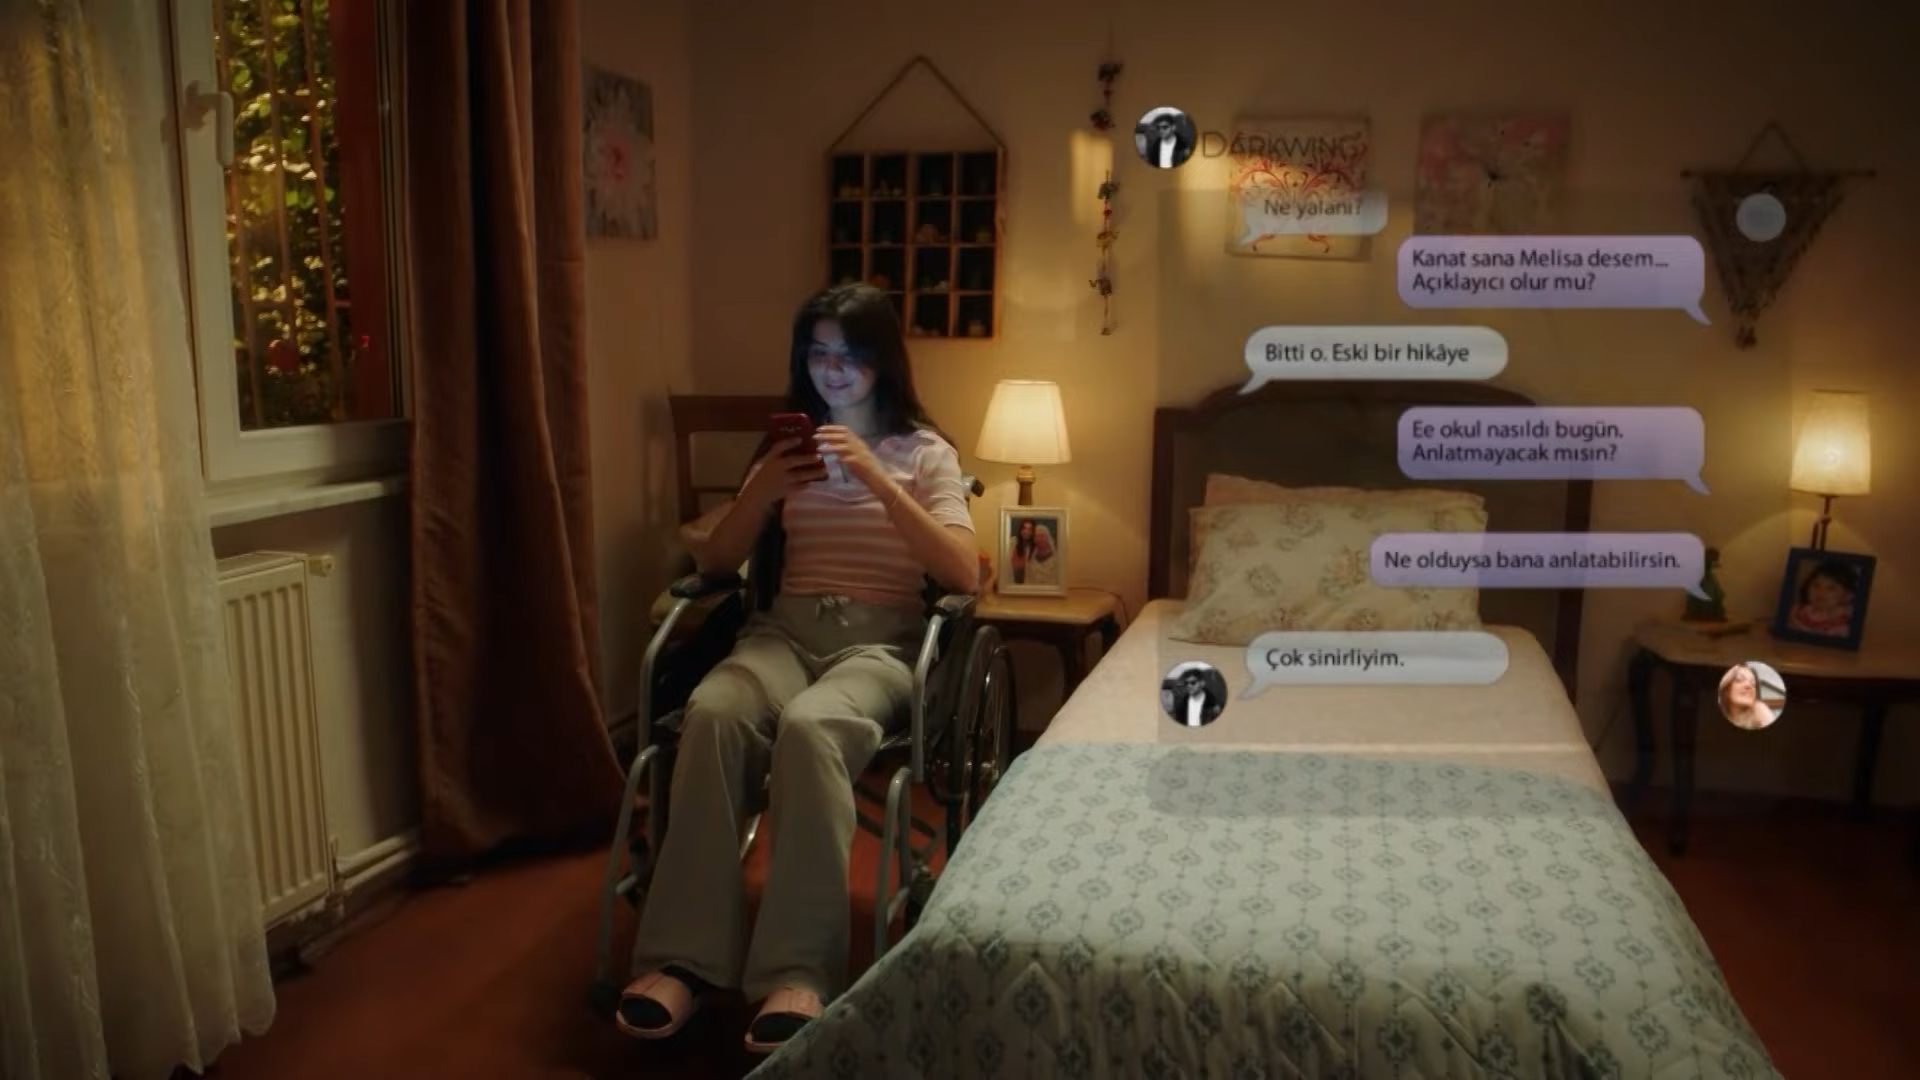 DARKWING
Ne yalanı?
Kanat sana Melisa desem...
Açıklayıcı olur mu?
Bitti o. Eski bir hikâye
Ee okul nasıldı bugün.
Anlatmayacak mısın?
Ne olduysa bana anlatabilirsin.
Çok sinirliyim.